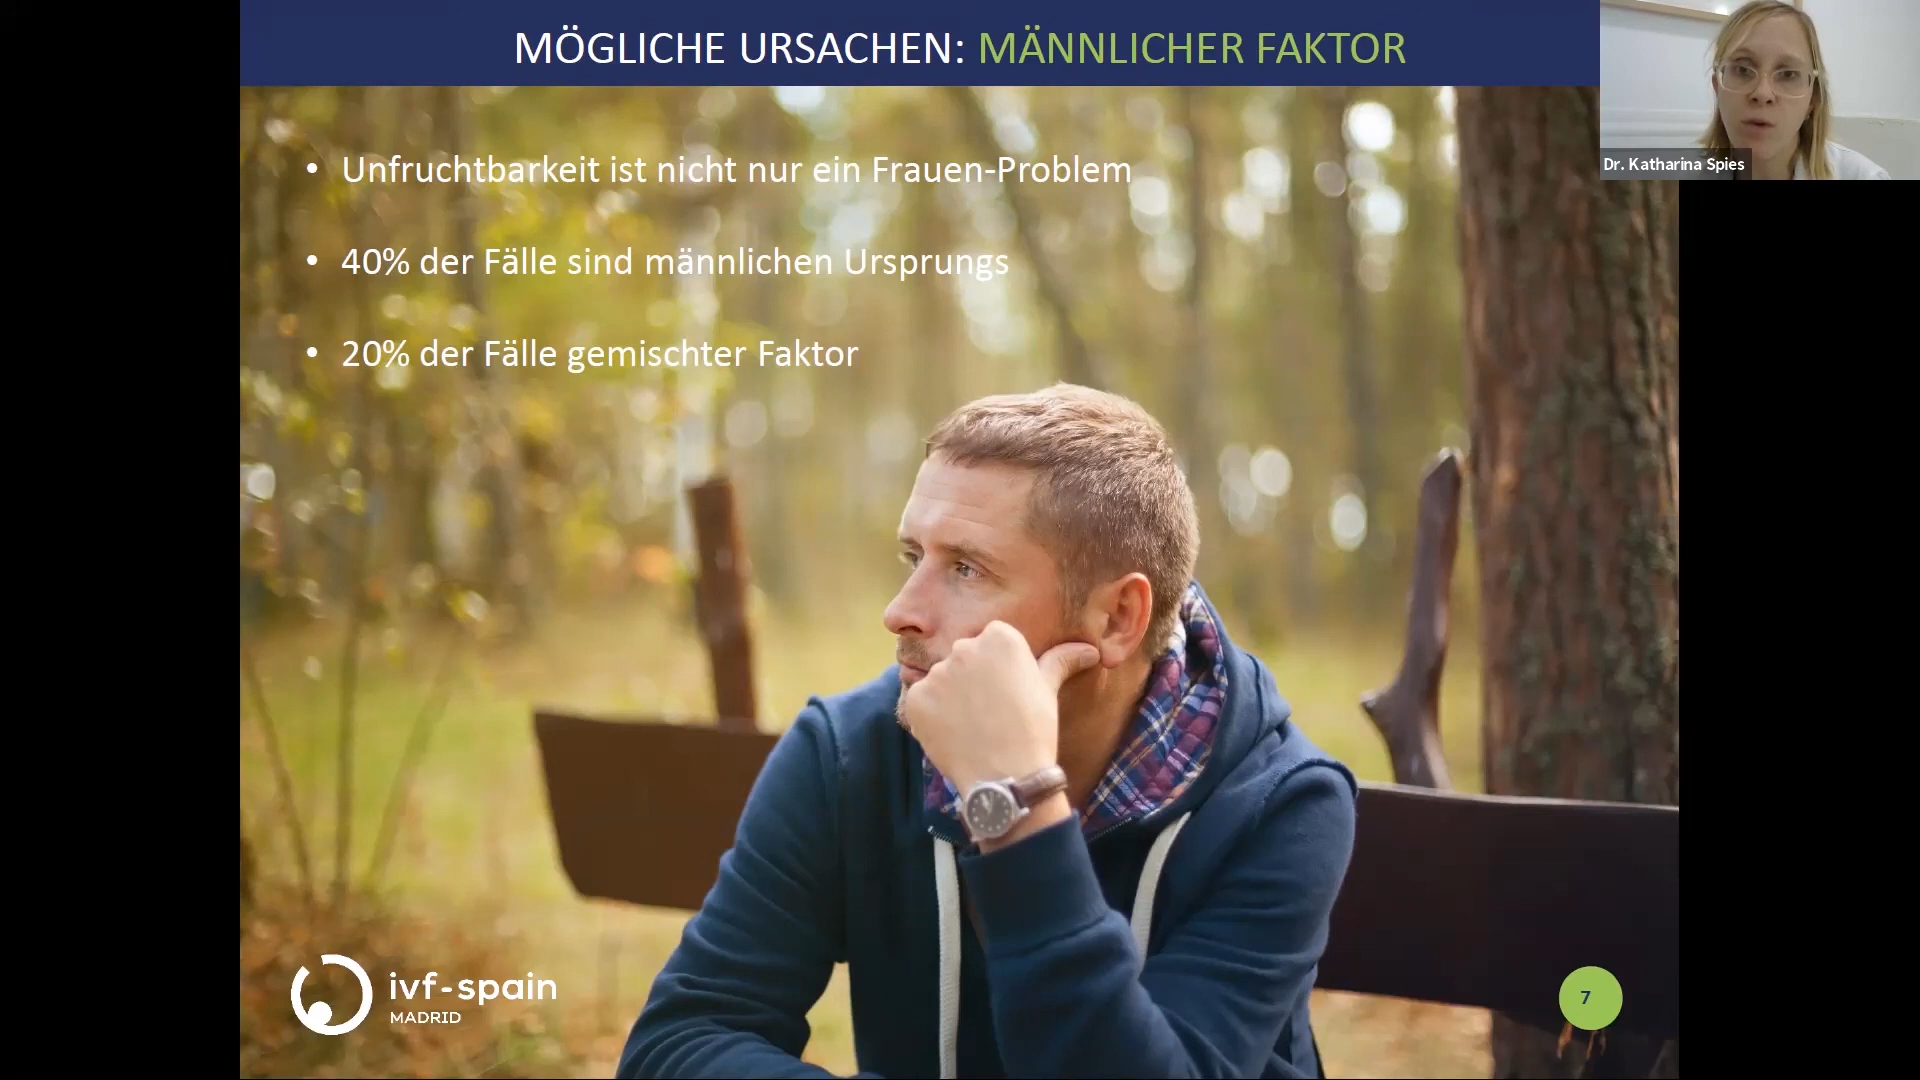 MÖGLICHE URSACHEN: MÄNNLICHER FAKTOR
Dr. Katharina Spies
• Unfruchtbarkeit ist nicht nur ein Frauen-Problem
• 40% der Fälle sind männlichen Ursprungs
• 20% der Fälle gemischter Faktor
ivf-spain
MADRID
7